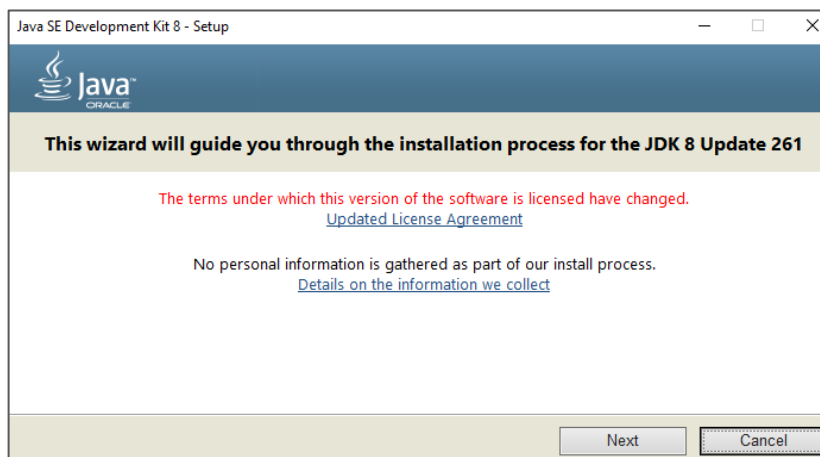 Java SE Development Kit 8 - Setup
Java™
ORACLE
This wizard will guide you through the installation process for the JDK 8 Update 261
The terms under which this version of the software is licensed have changed.
Updated License Agreement
No personal information is gathered as part of our install process.
Details on the information we collect
Next Cancel